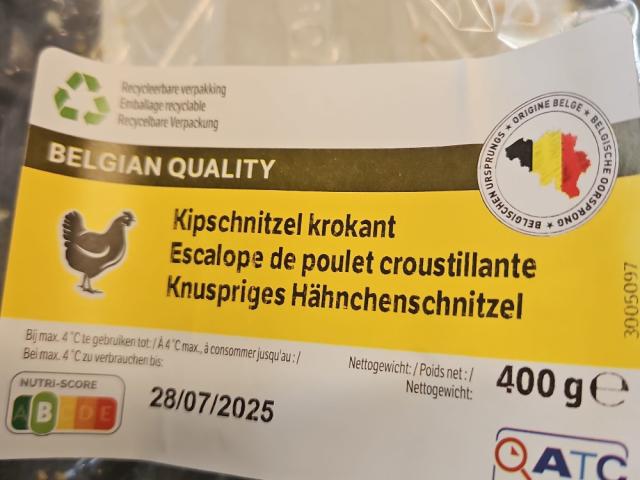 Recycleerbare verpakking
Emballage recyclable
Recycelbare Verpackung
BELGIAN QUALITY
ORIGINE BELGE ★ BELGISCHE OORSPRONG ★ BELGISCHEN URSPRUNGS ★
Kipschnitzel krokant
Escalope de poulet croustillante
Knuspriges Hähnchenschnitzel
3005097
Bij max. 4 °C te gebruiken tot: / À 4 °C max., à consommer jusqu'au : /
Bei max. 4 °C zu verbrauchen bis:
28/07/2025
Nettogewicht: / Poids net : /
Nettogewicht:
400 g e
NUTRI-SCORE
A B C D E
ATC